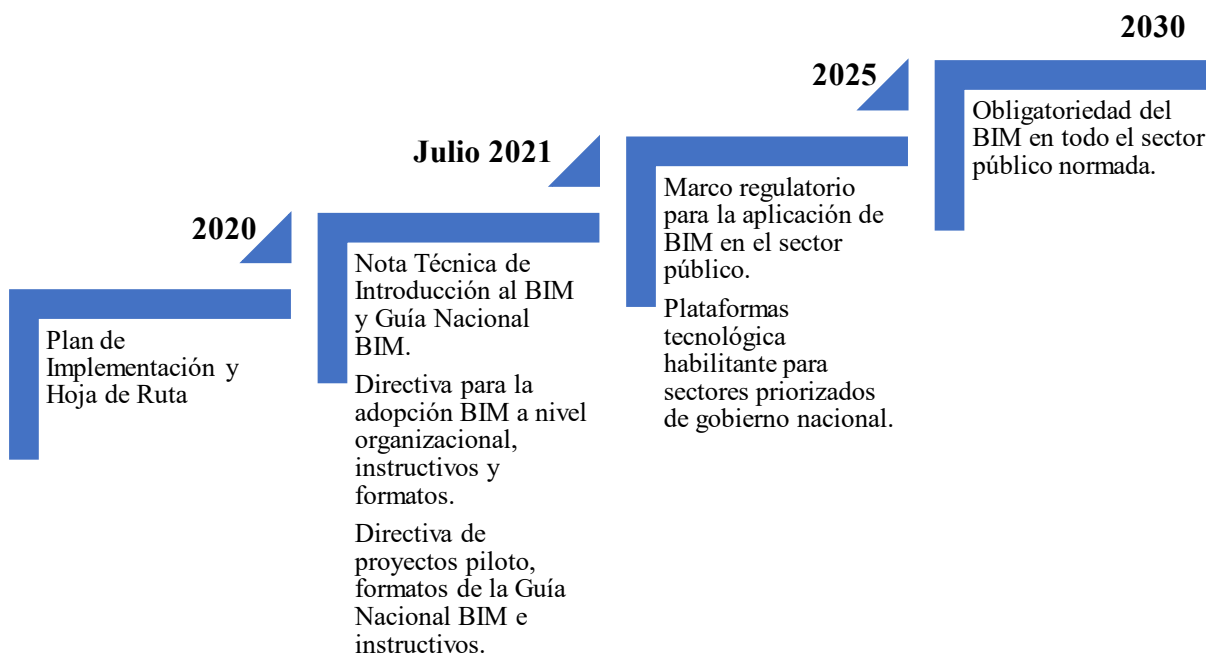 2020
Plan de
Implementación y
Hoja de Ruta
Julio 2021
Nota Técnica de
Introducción al BIM
y Guía Nacional
BIM.
Directiva para la
adopción BIM a nivel
organizacional,
instructivos y
formatos.
Directiva de
proyectos piloto,
formatos de la Guía
Nacional BIM e
instructivos.
2025
Marco regulatorio
para la aplicación de
BIM en el sector
público.
Plataformas
tecnológica
habilitante para
sectores priorizados
de gobierno nacional.
2030
Obligatoriedad del
BIM en todo el sector
público normada.